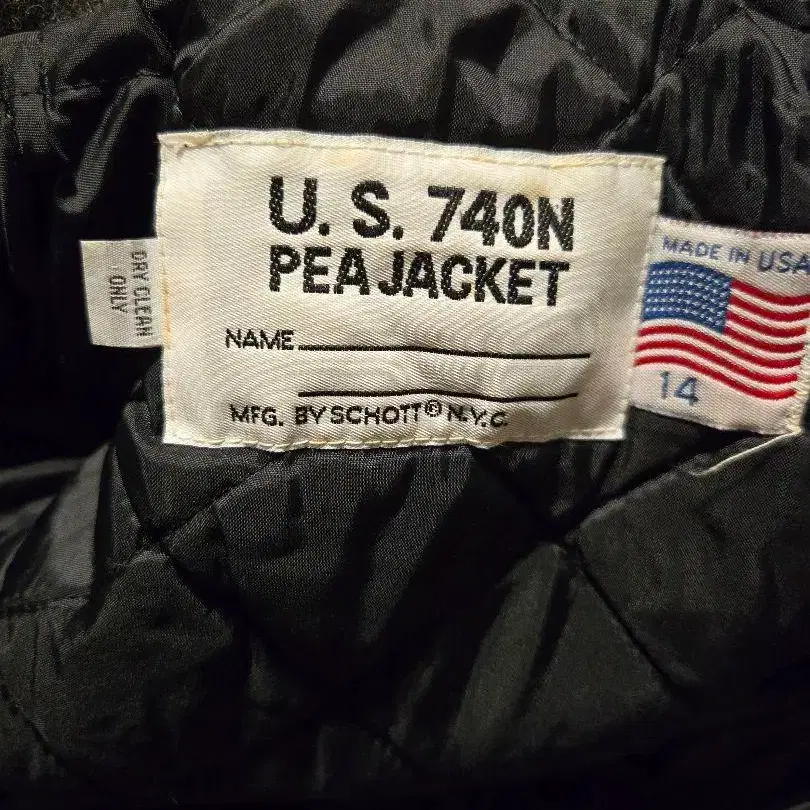 U. S. 740N
PEA JACKET
NAME
MFG. BY SCHOTT© N.Y.C.
DRY CLEAN
ONLY
MADE IN USA
14